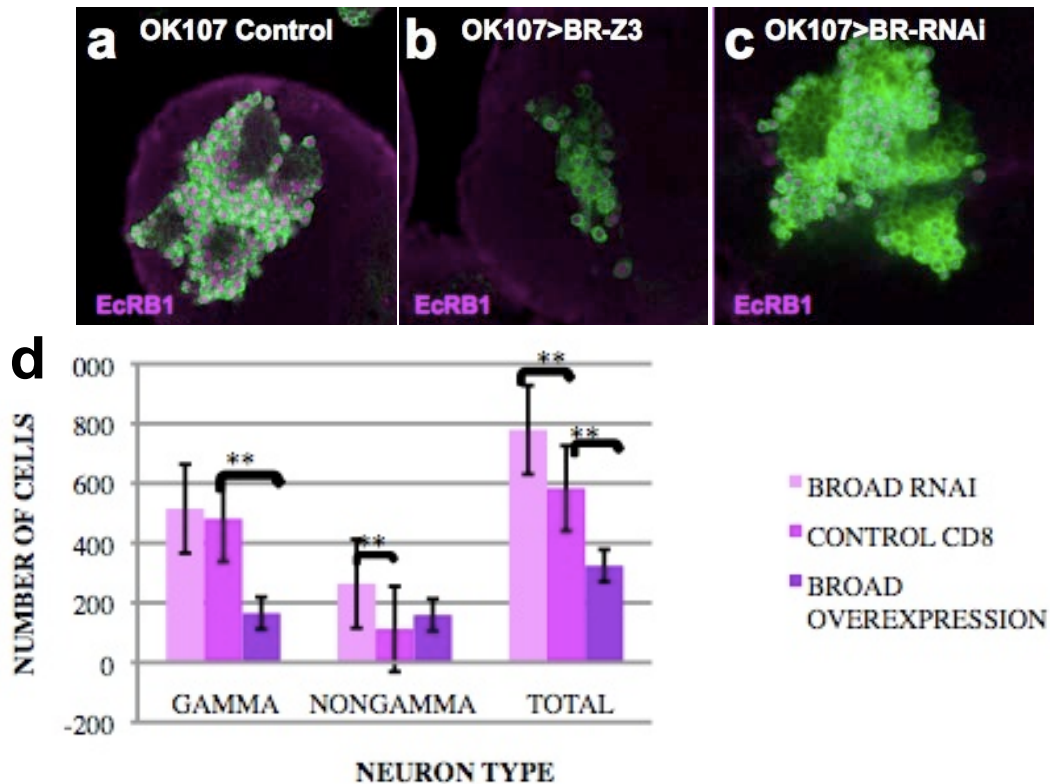 a OK107 Control
b OK107>BR-Z3
c OK107>BR-RNAi
EcRB1
EcRB1
EcRB1
d
000
800
600
400
200
0
-200
NUMBER OF CELLS
**
**
**
**
GAMMA
NONGAMMA
TOTAL
NEURON TYPE
BROAD RNAI
CONTROL CD8
BROAD
OVEREXPRESSION